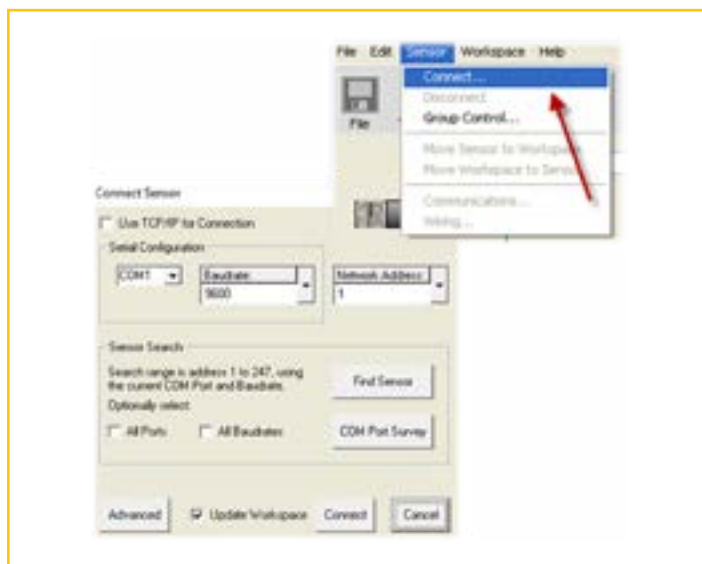 File Edit Sensor Workspace Help
Connect...
Disconnect
Group Control...
File
Move Sensor to Workspace
Move Workspace to Sensor
Communications...
Wiring...
Connect Sensor
Use TCP/IP for Connection
Serial Configuration
COM1
Baudrate
9600
Network Address
1
Sensor Search
Search range is address 1 to 247, using
the current COM Port and Baudrate.
Optionally select:
All Ports All Baudrates
Find Sensor
COM Port Survey
Advanced Update Workspace Connect Cancel